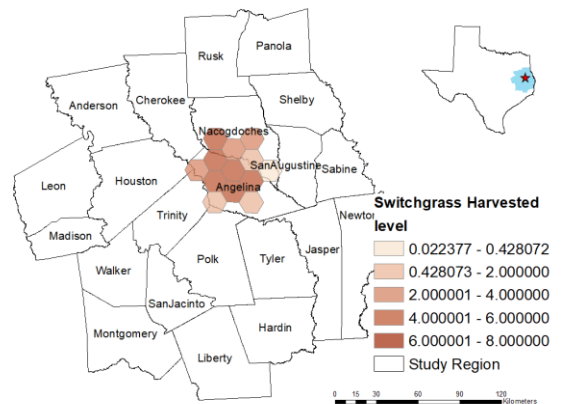 Panola
Rusk
Anderson
Cherokee
Shelby
Nacogdoches
SanAugustine
Sabine
Leon
Houston
Angelina
Trinity
Madison
Newto
Jasper
Walker
Polk
Tyler
SanJacinto
Montgomery
Hardin
Liberty
Switchgrass Harvested
level
0.022377 - 0.428072
0.428073 - 2.000000
2.000001 - 4.000000
4.000001 - 6.000000
6.000001 - 8.000000
Study Region
0 15 30 60 90 120
Kilometers